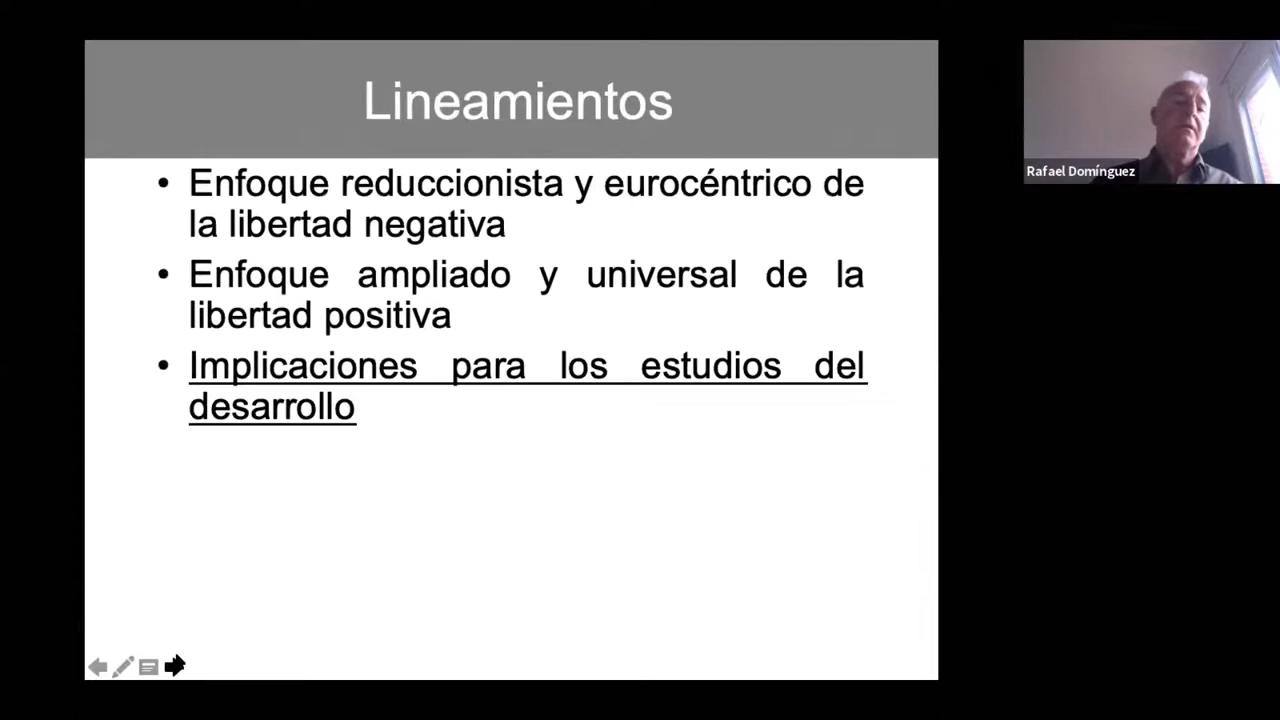 Lineamientos
• Enfoque reduccionista y eurocéntrico de
la libertad negativa
• Enfoque ampliado y universal de la
libertad positiva
• Implicaciones para los estudios del
desarrollo
Rafael Domínguez